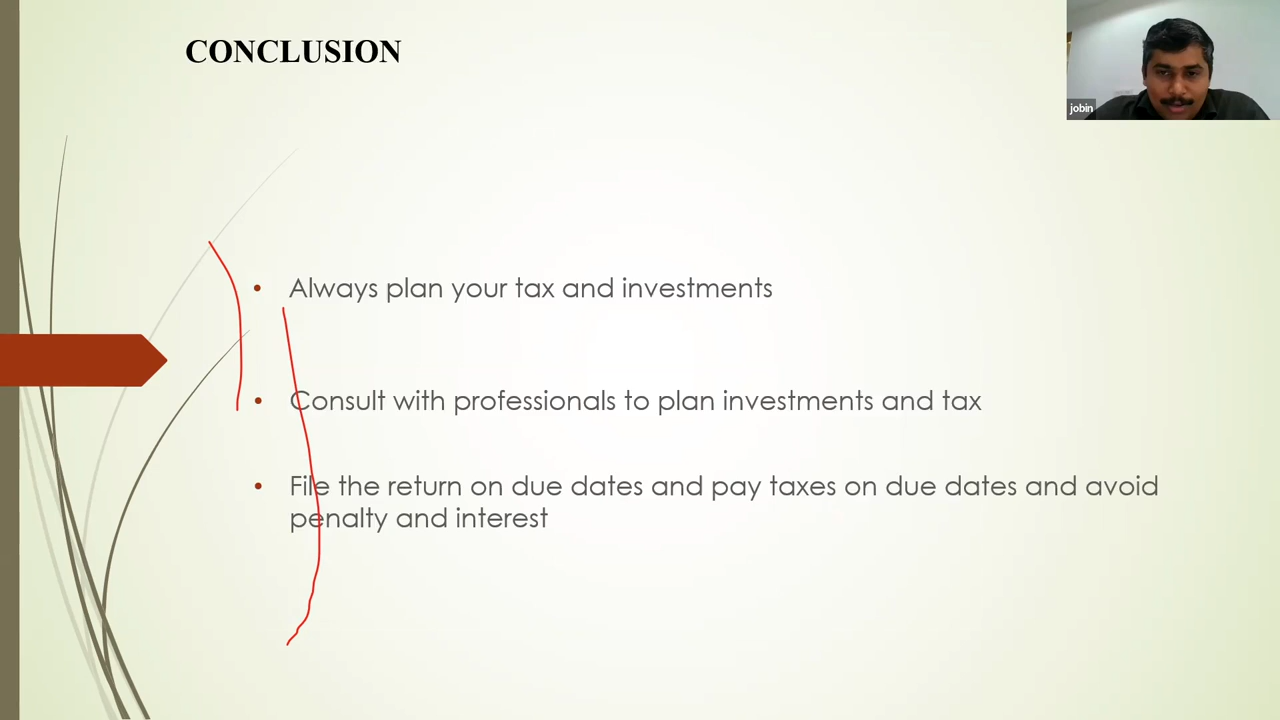 CONCLUSION
jobin
• Always plan your tax and investments
• Consult with professionals to plan investments and tax
• File the return on due dates and pay taxes on due dates and avoid
penalty and interest